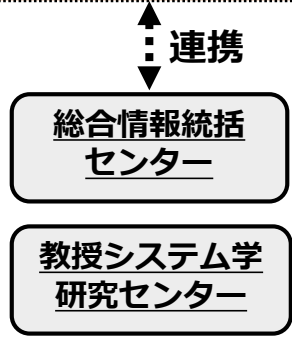 連携
総合情報統括
センター
教授システム学
研究センター